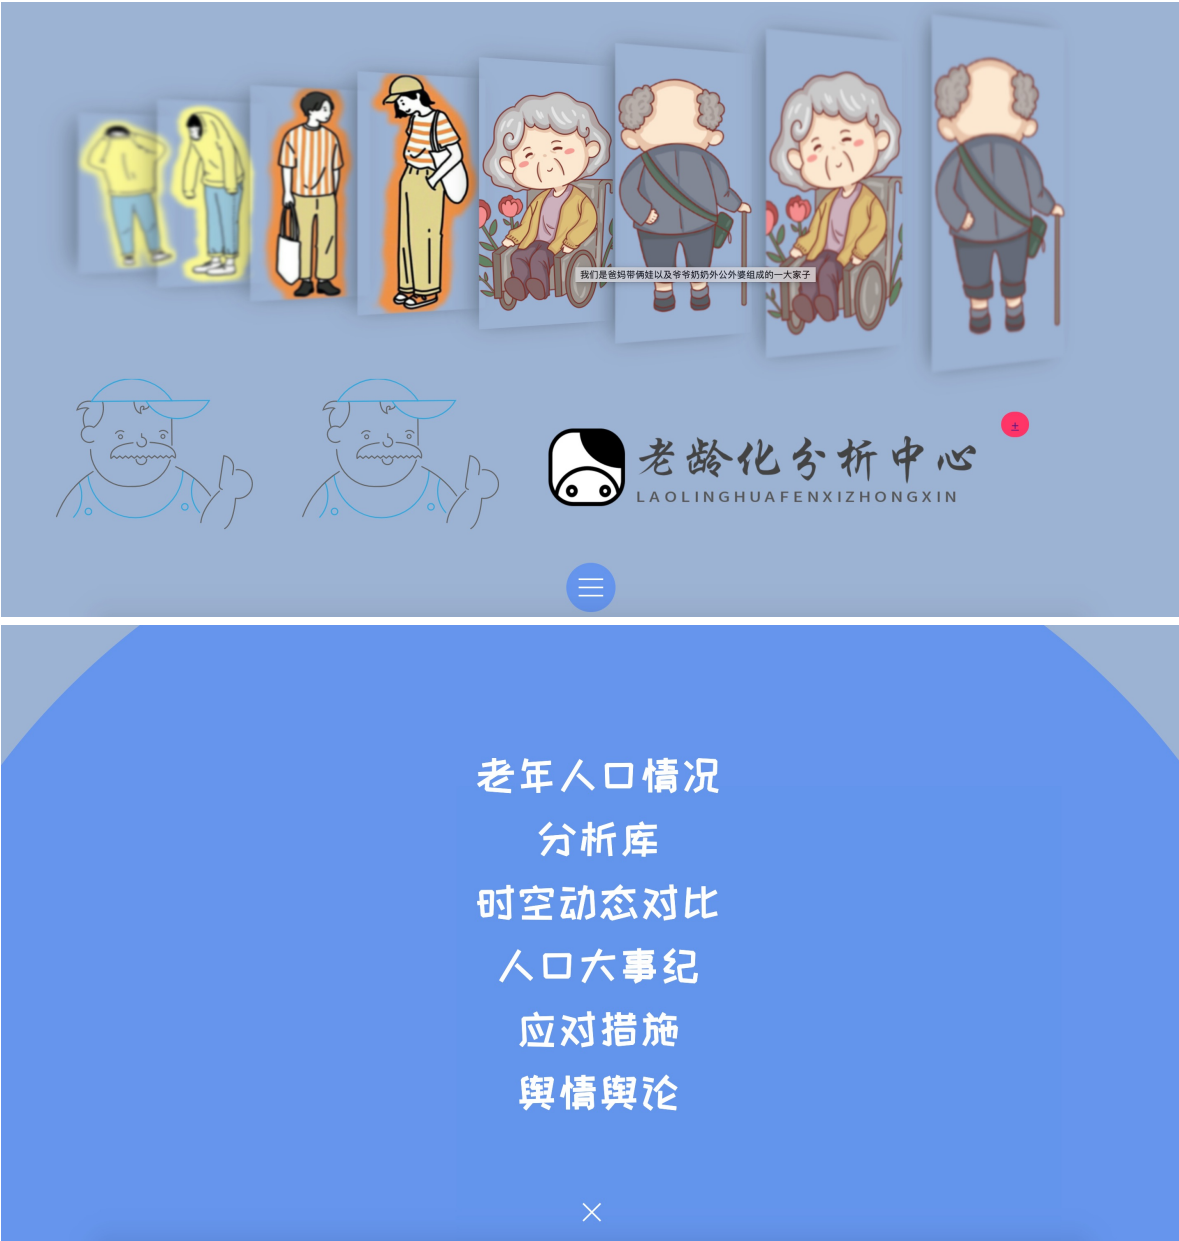 我们是爸妈带俩娃以及爷爷奶奶外公外婆组成的一大家子
±
老龄化分析中心
LAOLINGHUAFENXIZHONGXIN
老年人口情况
分析库
时空动态对比
人口大事纪
应对措施
舆情舆论